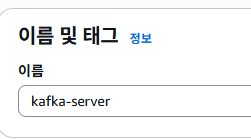 이름 및 태그 정보
이름
kafka-server